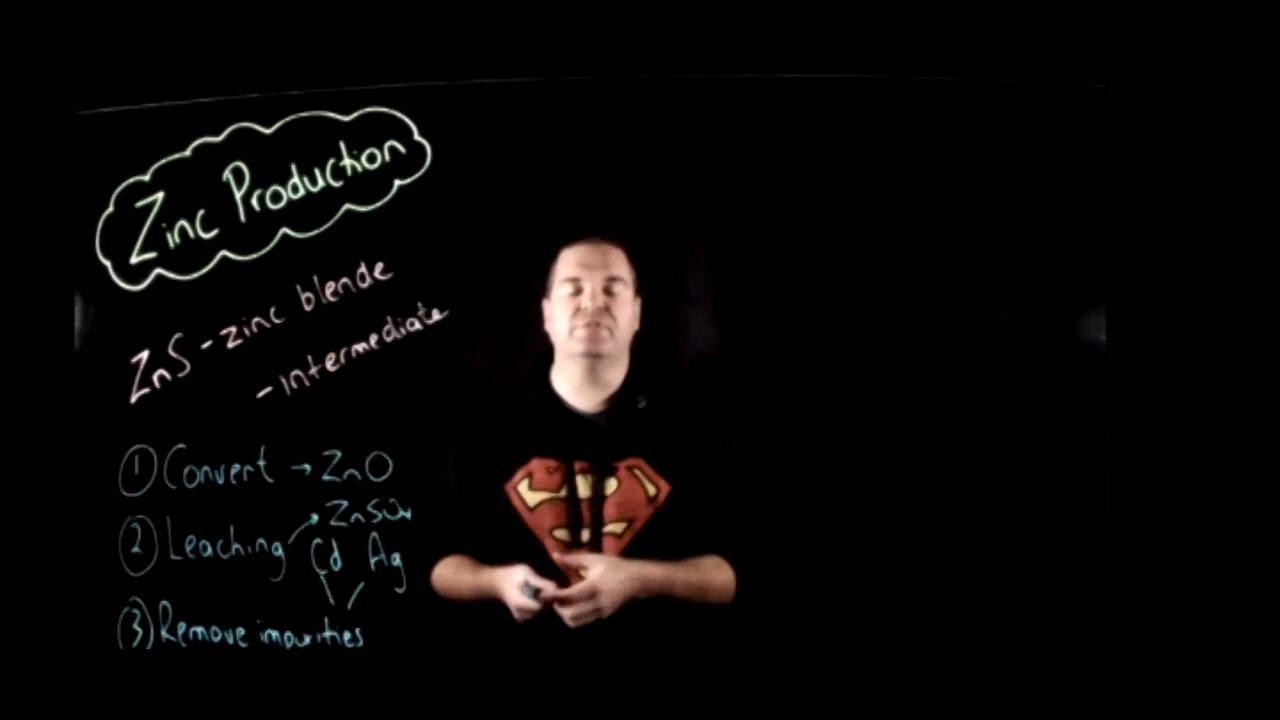 Zinc Production
ZnS - zinc blende
- intermediate
① Convert → ZnO
② Leaching → ZnSO₄
Cd Ag
③ Remove impurities